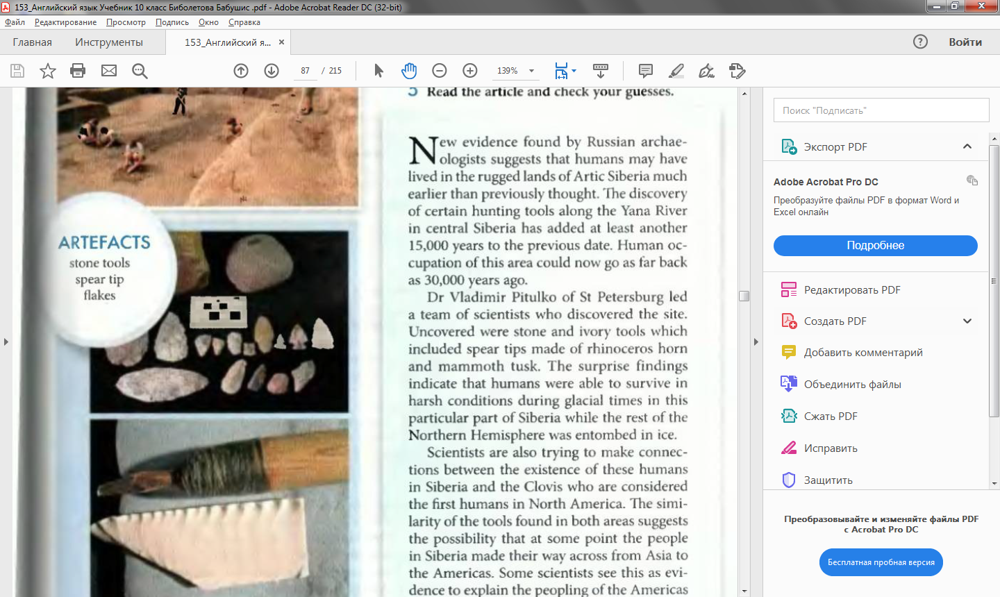 153_Английский язык Учебник 10 класс Биболетова Бабушис .pdf - Adobe Acrobat Reader DC (32-bit)
Файл Редактирование Просмотр Подпись Окно Справка
Главная Инструменты 153_Английский я... × Войти
87 / 215 139%
5 Read the article and check your guesses.
New evidence found by Russian archae-
ologists suggests that humans may have
lived in the rugged lands of Artic Siberia much
earlier than previously thought. The discovery
of certain hunting tools along the Yana River
in central Siberia has added at least another
15,000 years to the previous date. Human oc-
cupation of this area could now go as far back
as 30,000 years ago.
Dr Vladimir Pitulko of St Petersburg led
a team of scientists who discovered the site.
Uncovered were stone and ivory tools which
included spear tips made of rhinoceros horn
and mammoth tusk. The surprise findings
indicate that humans were able to survive in
harsh conditions during glacial times in this
particular part of Siberia while the rest of the
Northern Hemisphere was entombed in ice.
Scientists are also trying to make connec-
tions between the existence of these humans
in Siberia and the Clovis who are considered
the first humans in North America. The simi-
larity of the tools found in both areas suggests
the possibility that at some point the people
in Siberia made their way across from Asia to
the Americas. Some scientists see this as evi-
dence to explain the peopling of the Americas
ARTEFACTS
stone tools
spear tip
flakes
Поиск "Подписать"
Экспорт PDF
Adobe Acrobat Pro DC
Преобразуйте файлы PDF в формат Word и
Excel онлайн
Подробнее
Редактировать PDF
Создать PDF
Добавить комментарий
Объединить файлы
Сжать PDF
Исправить
Защитить
Преобразовывайте и изменяйте файлы PDF
с Acrobat Pro DC
Бесплатная пробная версия